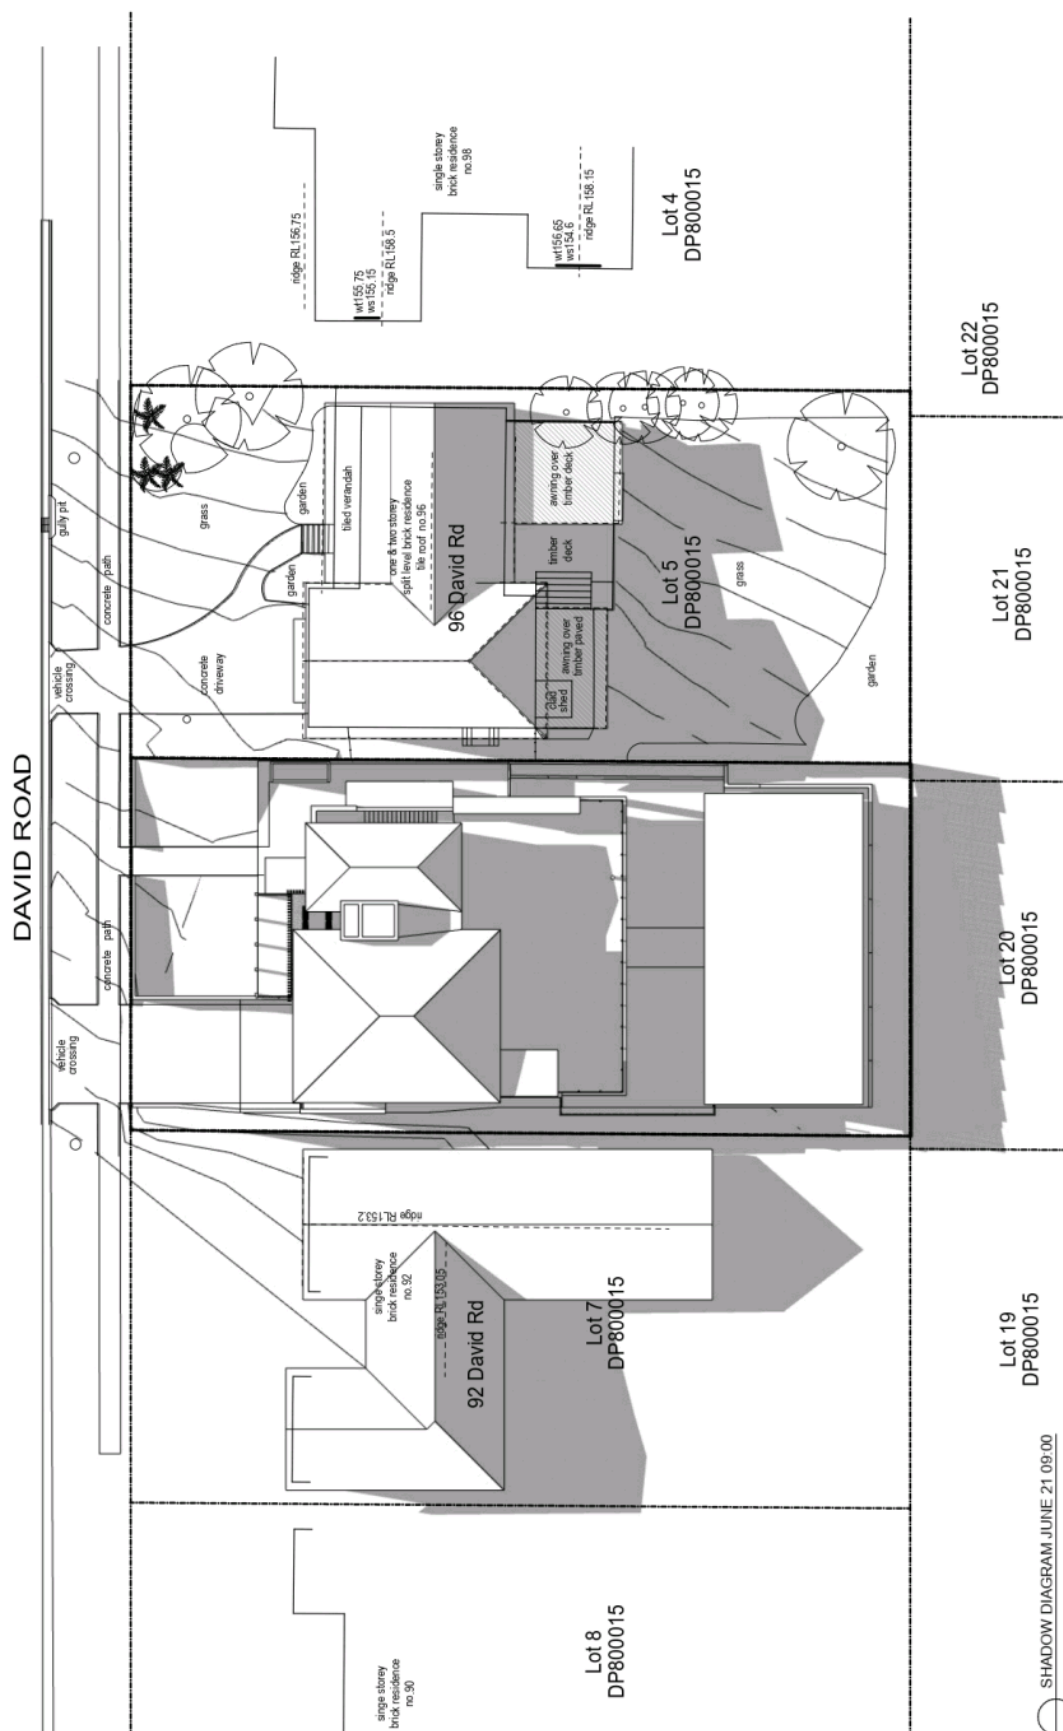 DAVID ROAD
gully pit
concrete path
vehicle
crossing
concrete path
vehicle
crossing
ridge RL156.75
wt155.75
ws155.15
ridge RL158.5
single storey
brick residence
no.98
wt156.65
ws154.6
ridge RL158.15
Lot 4
DP800015
Lot 22
DP800015
grass
garden
garden
tiled verandah
one & two storey
split level brick residence
tile roof no.96
96 David Rd
awning over
timber deck
timber
deck
awning over
timber paved
clad
shed
concrete
driveway
Lot 5
DP800015
grass
garden
Lot 21
DP800015
Lot 20
DP800015
ridge RL153.2
singe storey
brick residence
no.92
ridge RL153.05
92 David Rd
Lot 7
DP800015
Lot 19
DP800015
singe storey
brick residence
no.90
Lot 8
DP800015
SHADOW DIAGRAM JUNE 21 09:00